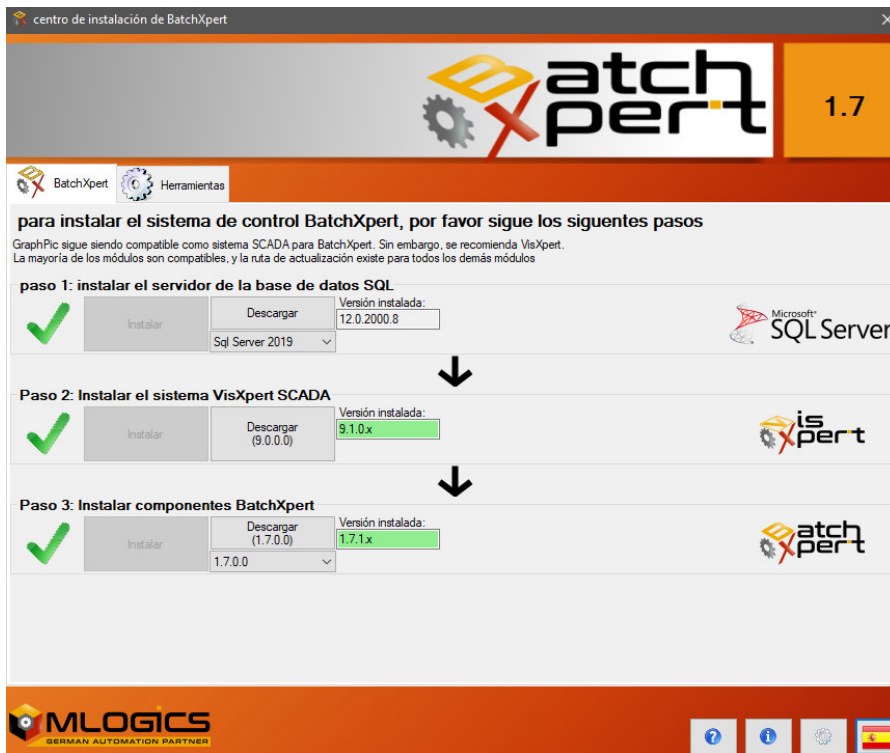 centro de instalación de BatchXpert
Batch
Xpert
1.7
BatchXpert
Herramientas
para instalar el sistema de control BatchXpert, por favor sigue los siguentes pasos
GraphPic sigue siendo compatible como sistema SCADA para BatchXpert. Sin embargo, se recomienda VisXpert.
La mayoría de los módulos son compatibles, y la ruta de actualización existe para todos los demás módulos
paso 1: instalar el servidor de la base de datos SQL
Instalar
Descargar
Sql Server 2019
Versión instalada:
12.0.2000.8
Microsoft
SQL Server
Paso 2: Instalar el sistema VisXpert SCADA
Instalar
Descargar
(9.0.0.0)
Versión instalada:
9.1.0.x
Vis
Xpert
Paso 3: Instalar componentes BatchXpert
Instalar
Descargar
(1.7.0.0)
1.7.0.0
Versión instalada:
1.7.1.x
Batch
Xpert
MLOGICS
GERMAN AUTOMATION PARTNER